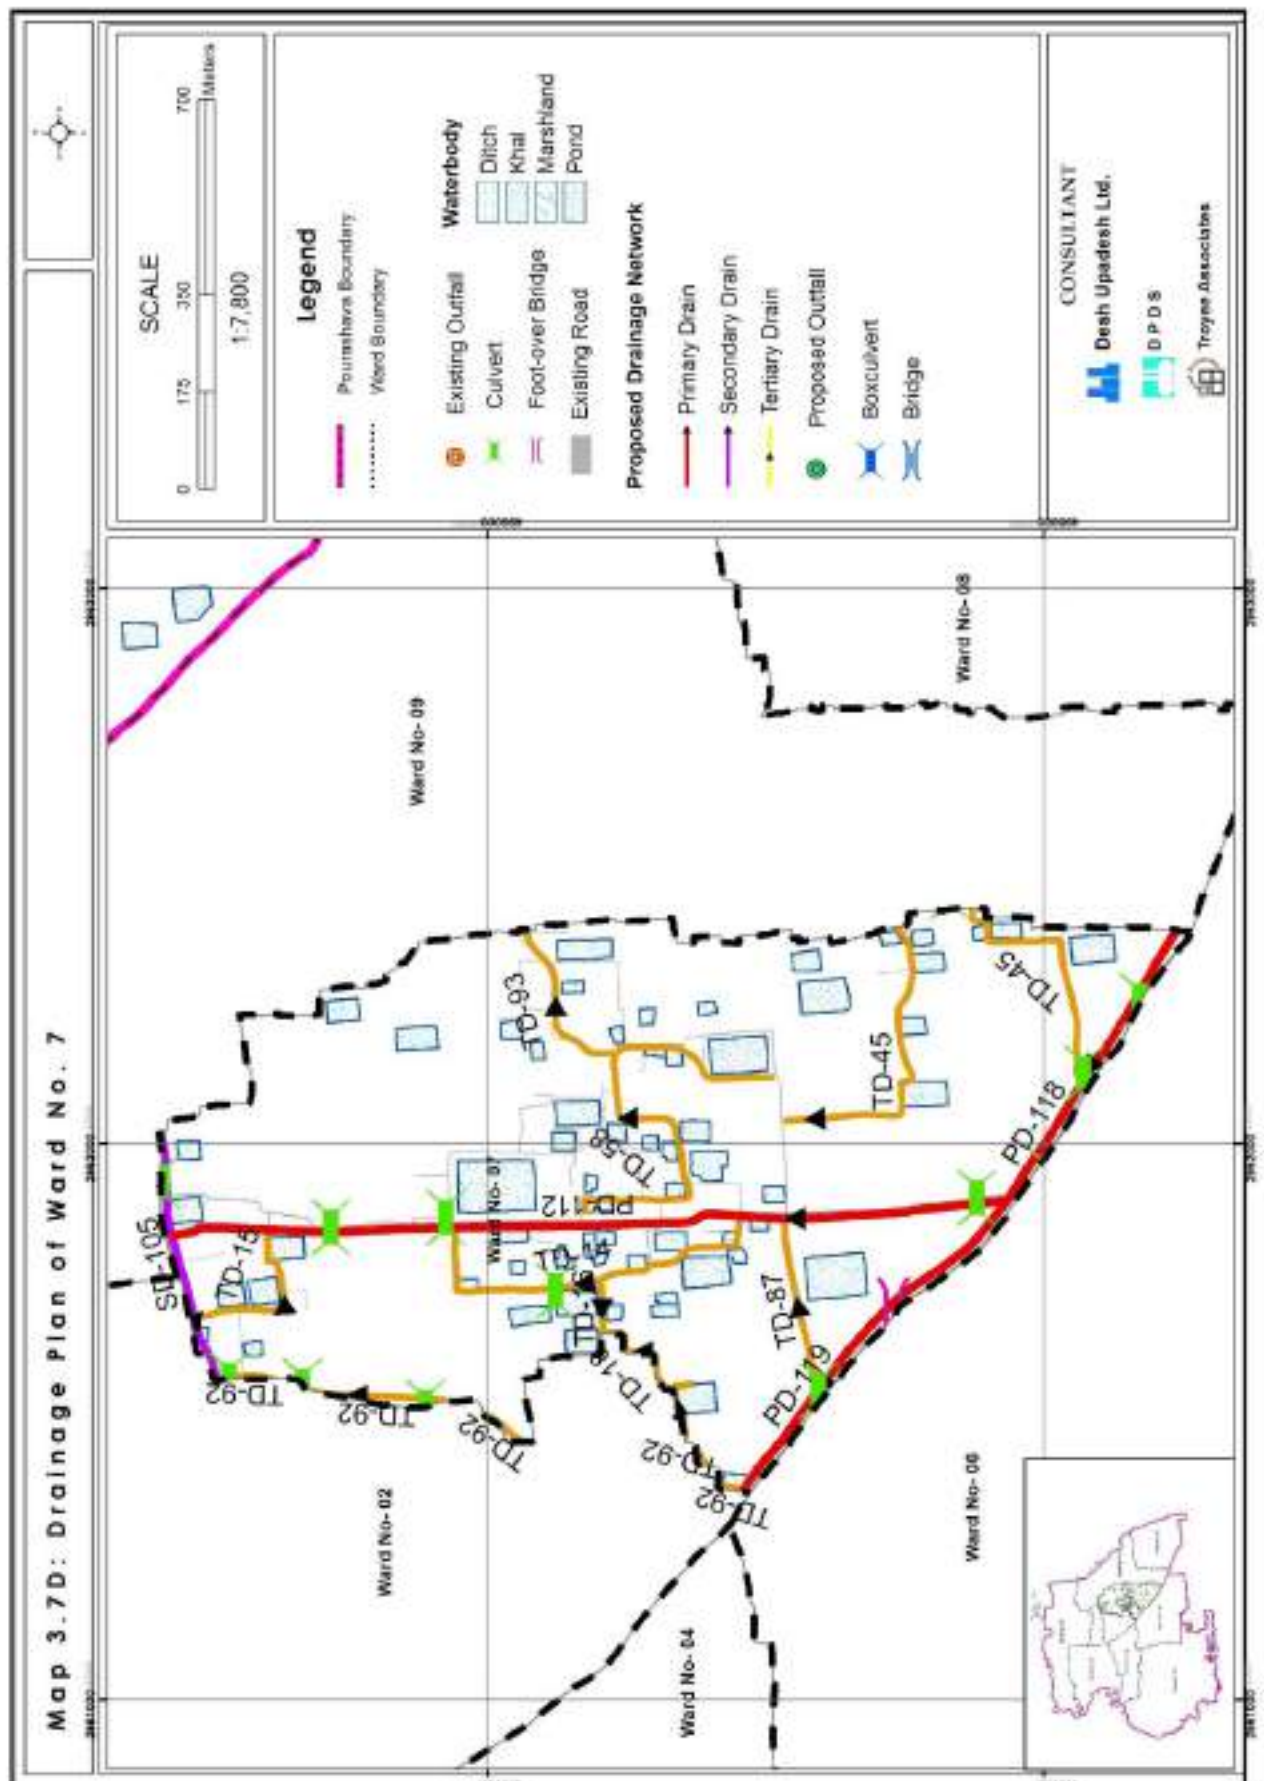 Map 3.7D: Drainage Plan of Ward No. 7
SCALE
0 175 350 700
Meters
1:7,800
Legend
Pourashava Boundary
Ward Boundary
Existing Outfall
Culvert
Foot-over Bridge
Existing Road
Waterbody
Ditch
Khal
Marshland
Pond
Proposed Drainage Network
Primary Drain
Secondary Drain
Tertiary Drain
Proposed Outfall
Boxculvert
Bridge
CONSULTANT
Desh Upadesh Ltd.
DPDS
Troyee Associates
Ward No- 09
Ward No- 08
Ward No- 07
Ward No- 02
Ward No- 04
Ward No- 06
SD-105
TD-15
TD-92
TD-92
TD-92
TD-92
TD-92
TD-93
TD-58
PD-112
TD-45
TD-45
TD-87
PD-118
PD-119